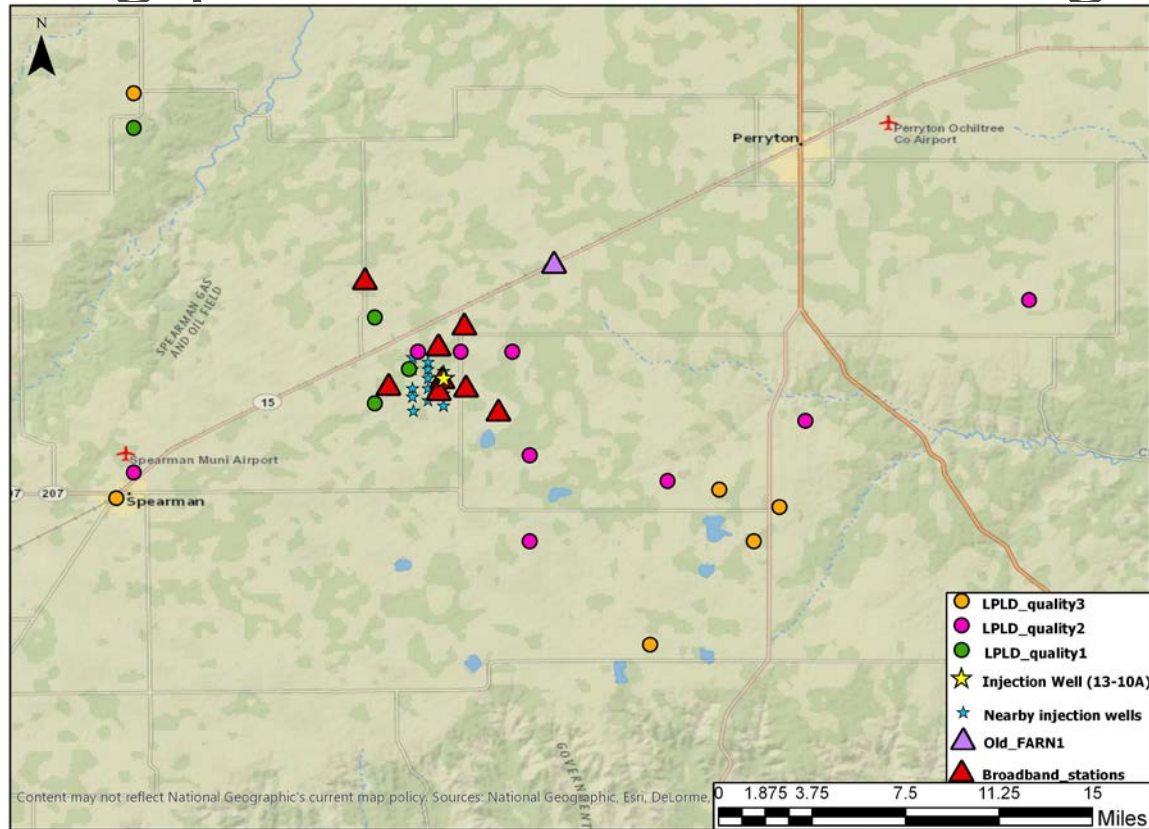 N
Perryton
Perryton Ochiltree
Co Airport
SPEARMAN GAS
AND OIL FIELD
15
Spearman Muni Airport
207
Spearman
LPLD_quality3
LPLD_quality2
LPLD_quality1
Injection Well (13-10A)
Nearby injection wells
Old_FARN1
Broadband_stations
Content may not reflect National Geographic's current map policy. Sources: National Geographic, Esri, DeLorme,
0 1.875 3.75 7.5 11.25 15
Miles